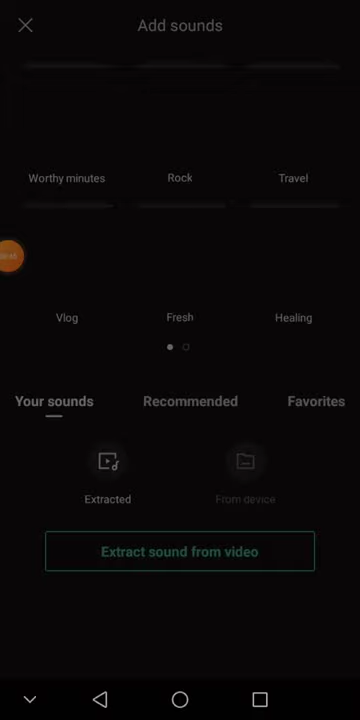 Add sounds
Worthy minutes Rock Travel
Vlog Fresh Healing
Your sounds Recommended Favorites
Extracted From device
Extract sound from video